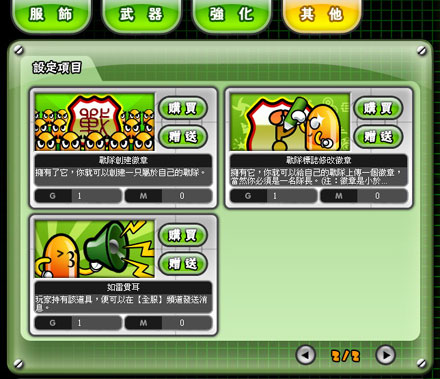 服飾 武器 強化 其他
設定項目
戰
購買
贈送
戰隊創建徽章
擁有了它，你就可以創建一只屬於自己的戰隊。
G 1 M 0
購買
贈送
戰隊標誌修改徽章
擁有它，你就可以給自己的戰隊上傳一個徽章，
當然你必須是一名隊長。(注：徽章是小於...
G 1 M 0
購買
贈送
如雷貫耳
玩家持有該道具，便可以在【全服】頻道發送消
息。
G 1 M 0
2/2